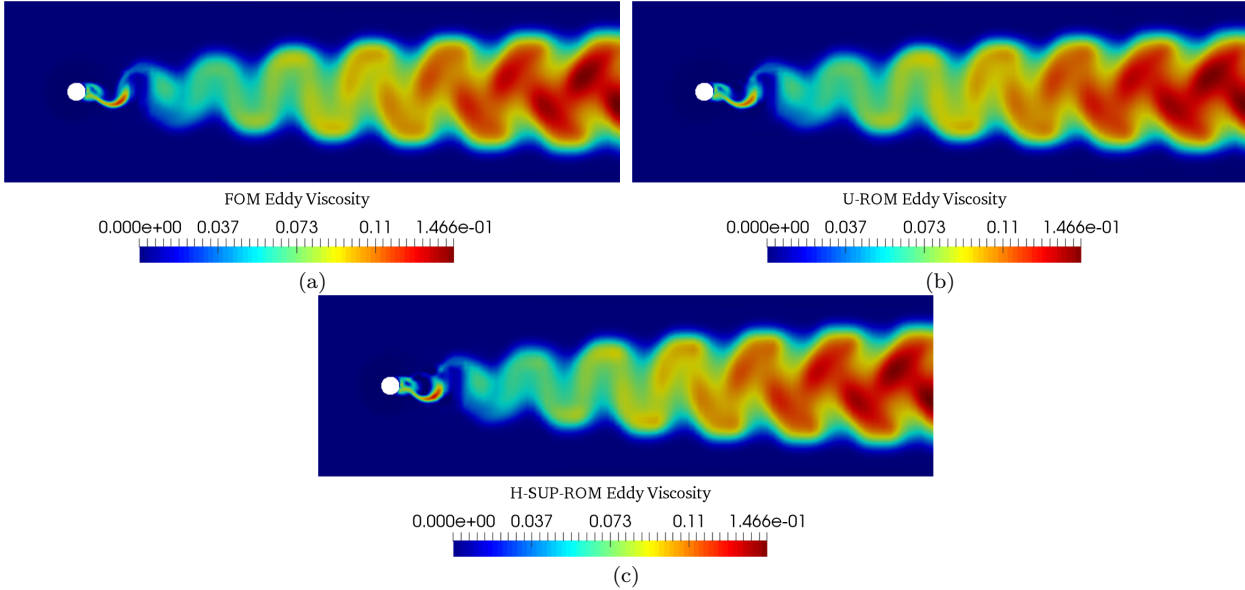 FOM Eddy Viscosity
0.000e+00 0.037 0.073 0.11 1.466e-01
(a)
U-ROM Eddy Viscosity
0.000e+00 0.037 0.073 0.11 1.466e-01
(b)
H-SUP-ROM Eddy Viscosity
0.000e+00 0.037 0.073 0.11 1.466e-01
(c)